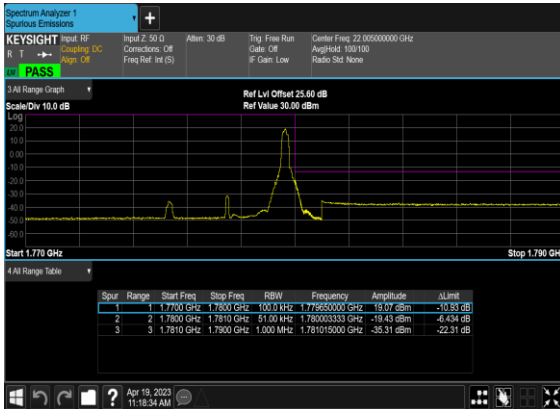 Spectrum Analyzer 1
Spurious Emissions
KEYSIGHT
R T
LXI
PASS
Input: RF
Coupling: DC
Align: Off
Input Z: 50 Ω
Corrections: Off
Freq Ref: Int (S)
Atten: 30 dB
Trig: Free Run
Gate: Off
IF Gain: Low
Center Freq: 22.005000000 GHz
Avg|Hold: 100/100
Radio Std: None
3 All Range Graph
Scale/Div 10.0 dB
Ref Lvl Offset 25.60 dB
Ref Value 30.00 dBm
Log
20.0
10.0
0.00
-10.0
-20.0
-30.0
-40.0
-50.0
-60.0
Start 1.770 GHz
Stop 1.790 GH
4 All Range Table
Spur Range Start Freq Stop Freq RBW Frequency Amplitude ΔLimit
1 1 1.7700 GHz 1.7800 GHz 100.0 kHz 1.779650000 GHz 19.07 dBm -10.93 dB
2 2 1.7800 GHz 1.7810 GHz 51.00 kHz 1.780003333 GHz -19.43 dBm -6.434 dB
3 3 1.7810 GHz 1.7900 GHz 1.000 MHz 1.781015000 GHz -35.31 dBm -22.31 dB
?
Apr 19, 2023
11:18:34 AM